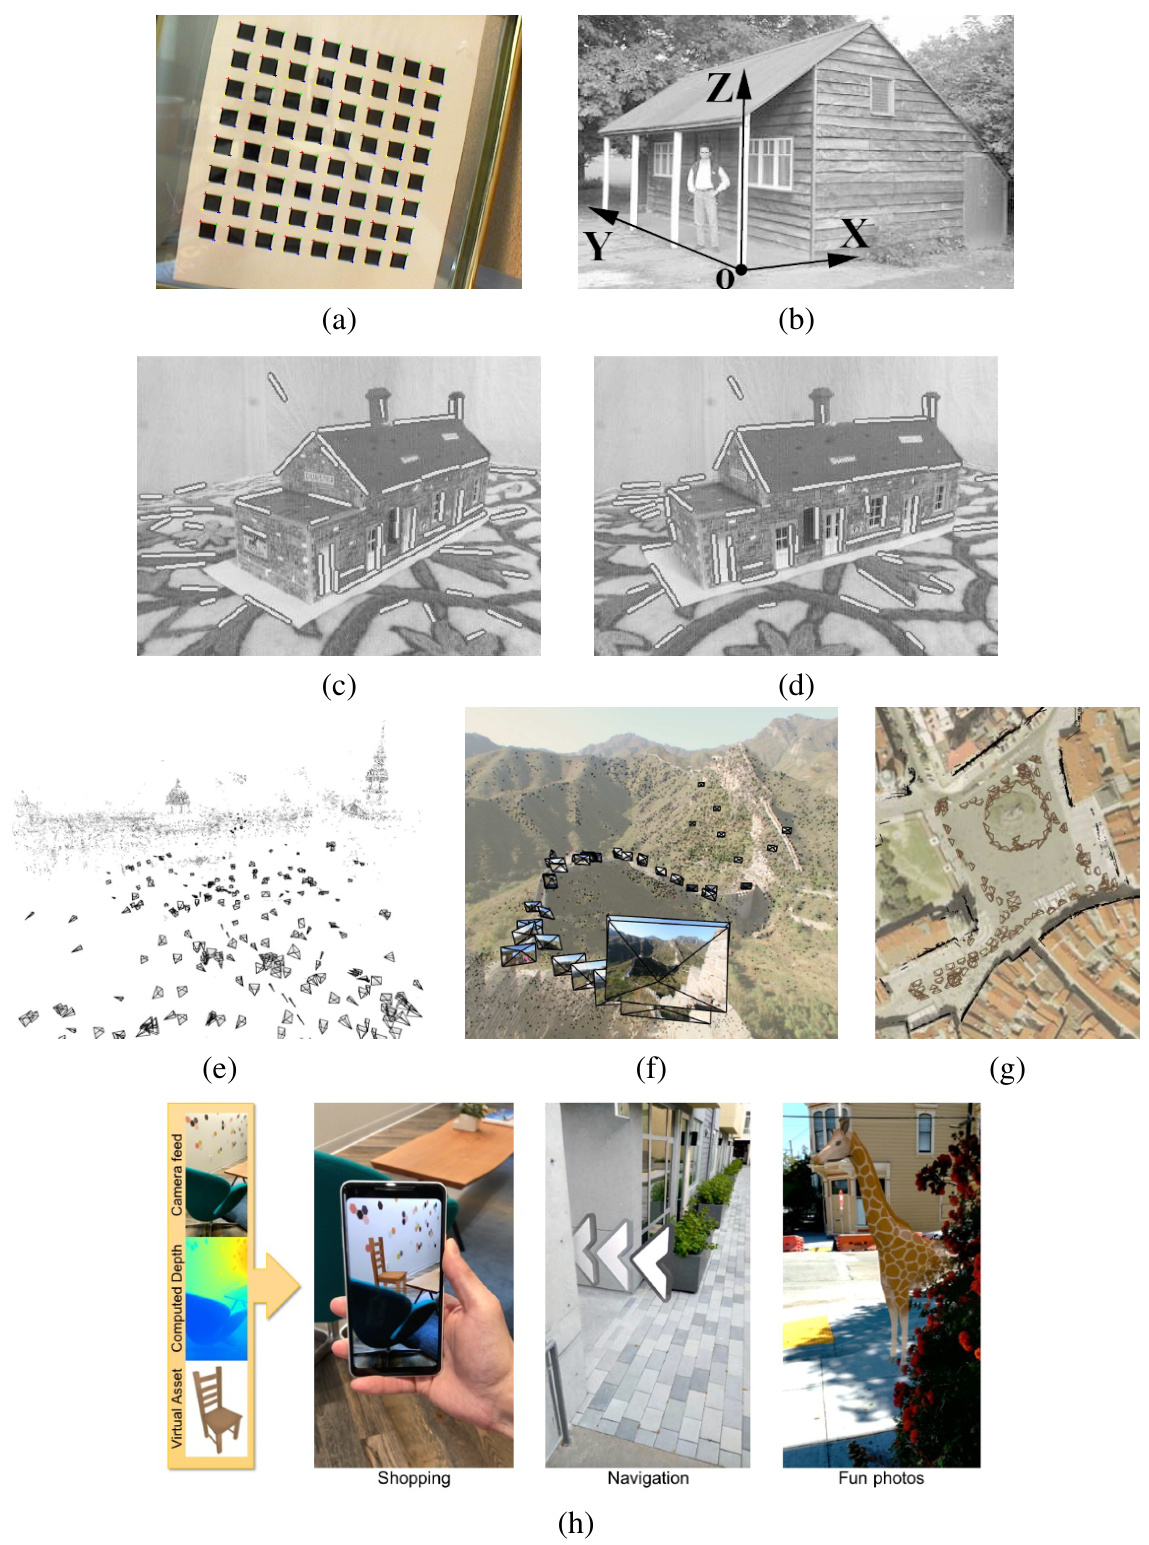 (a)
Z
Y
X
o
(b)
(c)
(d)
(e)
(f)
(g)
Camera feed
Computed Depth
Virtual Asset
Shopping
Navigation
Fun photos
(h)